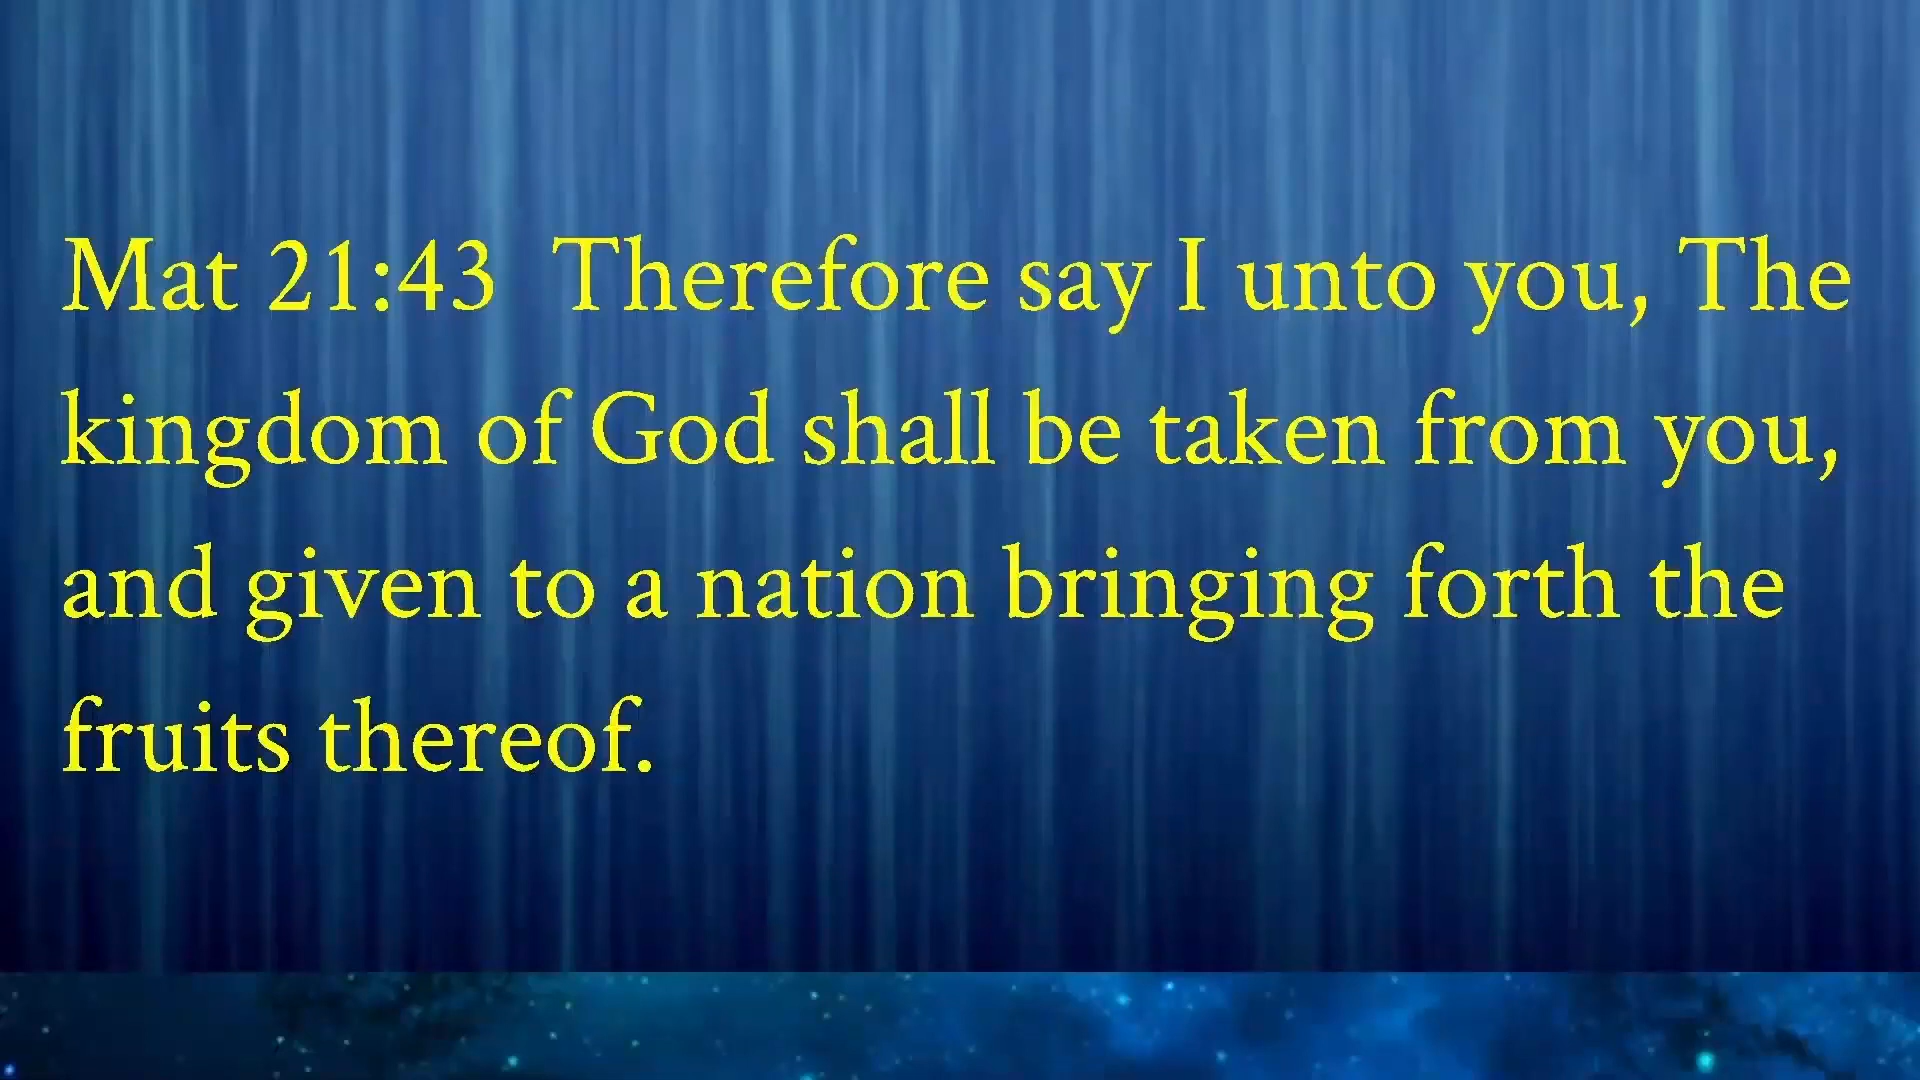 Mat 21:43  Therefore say I unto you, The
kingdom of God shall be taken from you,
and given to a nation bringing forth the
fruits thereof.